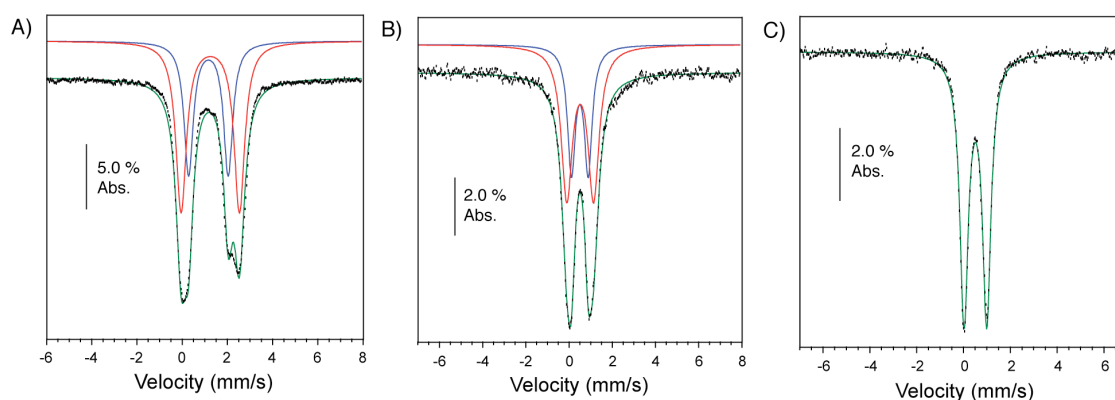 A)
5.0 %
Abs.
-6 -4 -2 0 2 4 6 8
Velocity (mm/s)
B)
2.0 %
Abs.
-6 -4 -2 0 2 4 6 8
Velocity (mm/s)
C)
2.0 %
Abs.
-6 -4 -2 0 2 4 6
Velocity (mm/s)